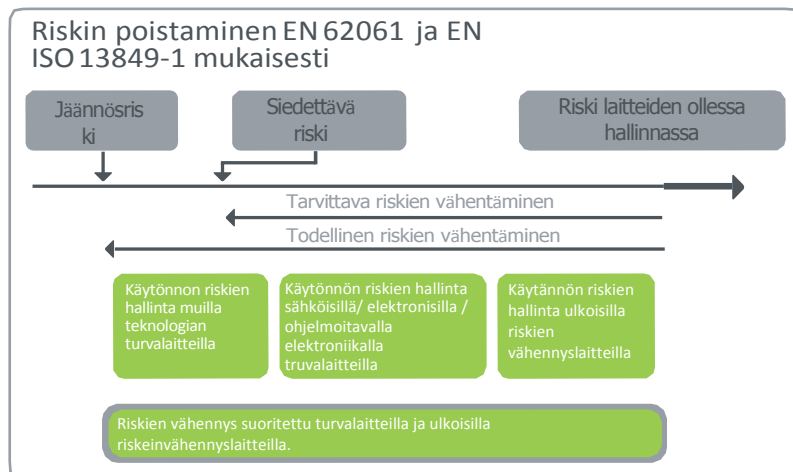 Riskin poistaminen EN 62061 ja EN
ISO 13849-1 mukaisesti
Jäännösris
ki
Siedettävä
riski
Riski laitteiden ollessa
hallinnassa
Tarvittava riskien vähentäminen
Todellinen riskien vähentäminen
Käytönnon riskien
hallinta muilla
teknologian
turvalaitteilla
Käytönnön riskien hallinta
sähköisillä/ elektronisilla /
ohjelmoitavalla
elektroniikalla
truvalaitteilla
Käytännön riskien
hallinta ulkoisilla
riskien
vähennyslaitteilla
Riskien vähennys suoritettu turvalaitteilla ja ulkoisilla
riskeinvähennyslaitteilla.